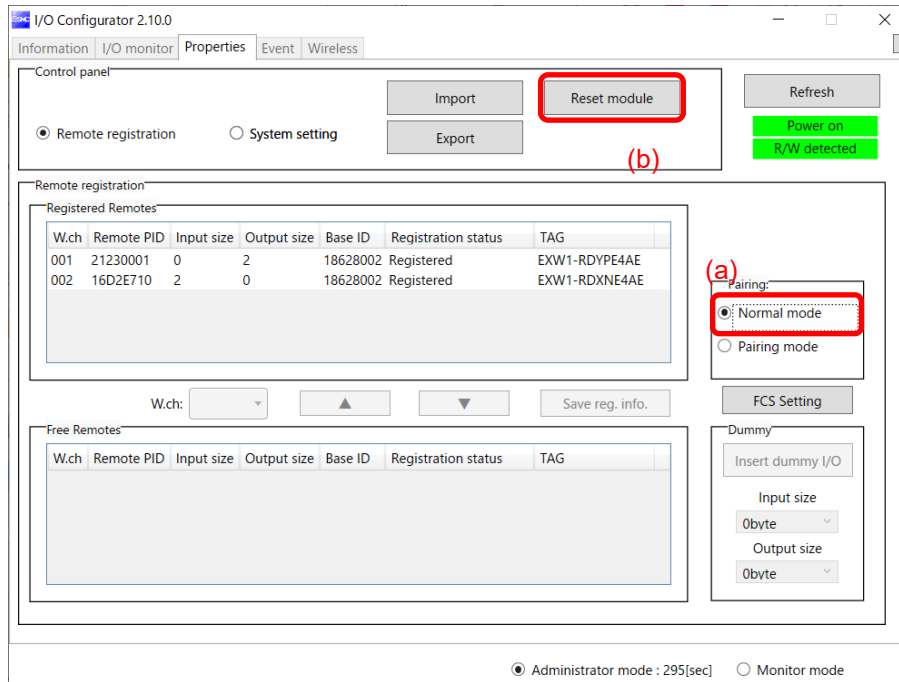 SMC I/O Configurator 2.10.0
Information I/O monitor Properties Event Wireless
Control panel
Import Reset module Refresh
Remote registration System setting Export
Power on
R/W detected
(b)
Remote registration
Registered Remotes
W.ch Remote PID Input size Output size Base ID Registration status TAG
001 21230001 0 2 18628002 Registered EXW1-RDYPE4AE
002 16D2E710 2 0 18628002 Registered EXW1-RDXNE4AE
(a)
Pairing:
Normal mode
Pairing mode
W.ch: ▲ ▼ Save reg. info. FCS Setting
Free Remotes
W.ch Remote PID Input size Output size Base ID Registration status TAG
Dummy
Insert dummy I/O
Input size
0byte
Output size
0byte
Administrator mode : 295[sec] Monitor mode